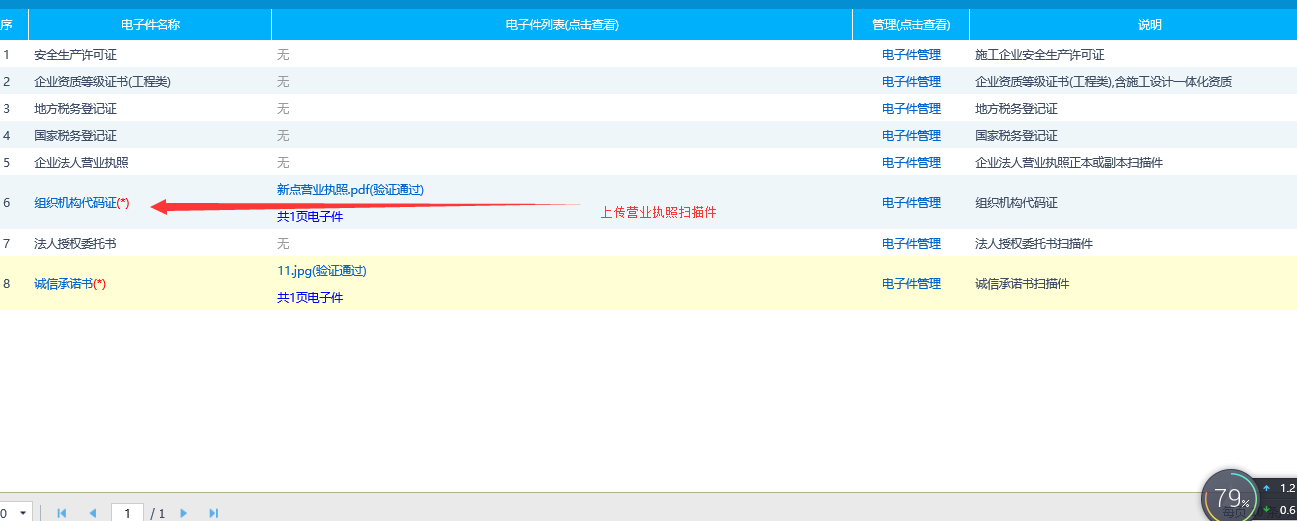 序 电子件名称 电子件列表(点击查看) 管理(点击查看) 说明
1 安全生产许可证 无 电子件管理 施工企业安全生产许可证
2 企业资质等级证书(工程类) 无 电子件管理 企业资质等级证书(工程类),含施工设计一体化资质
3 地方税务登记证 无 电子件管理 地方税务登记证
4 国家税务登记证 无 电子件管理 国家税务登记证
5 企业法人营业执照 无 电子件管理 企业法人营业执照正本或副本扫描件
新点营业执照.pdf(验证通过)
6 组织机构代码证(*) 电子件管理 组织机构代码证
上传营业执照扫描件
共1页电子件
7 法人授权委托书 无 电子件管理 法人授权委托书扫描件
11.jpg(验证通过)
8 诚信承诺书(*) 电子件管理 诚信承诺书扫描件
共1页电子件
79% 1.2
0 1 / 1 0.6